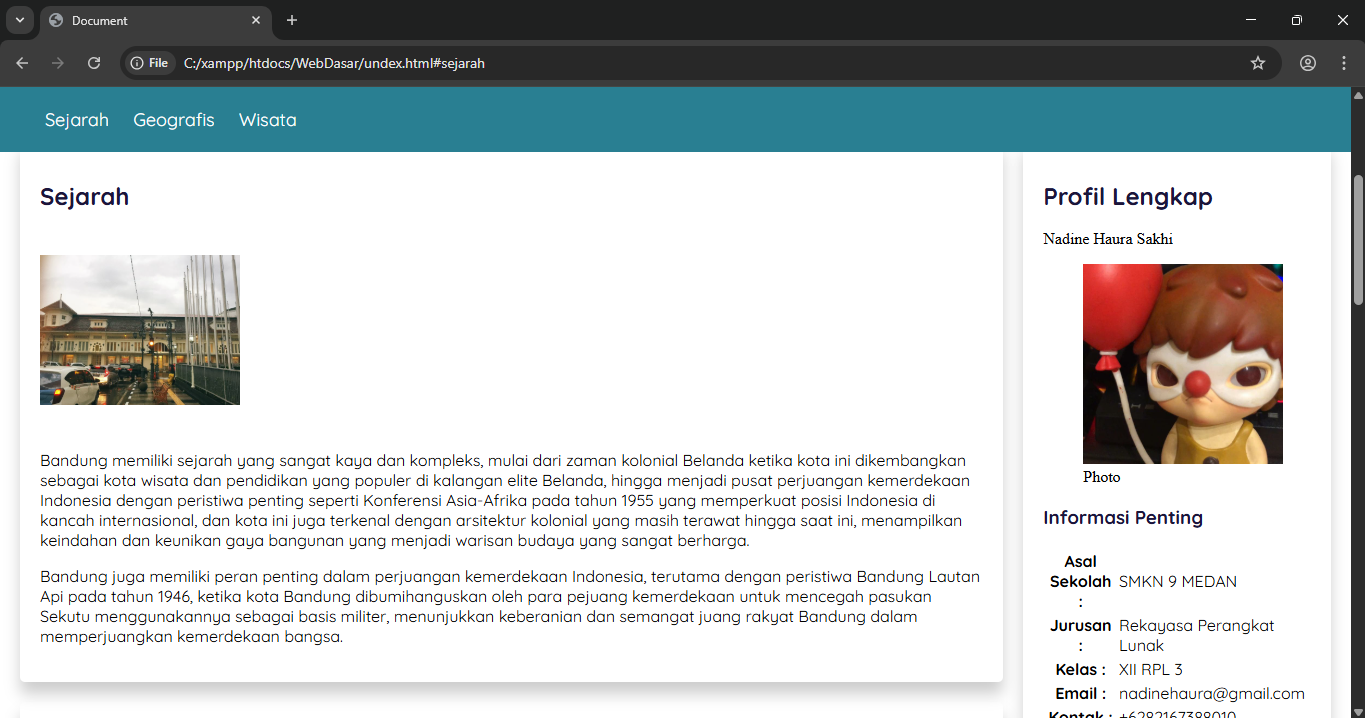 Document
File
C:/xampp/htdocs/WebDasar/undex.html#sejarah
Sejarah
Geografis
Wisata
Sejarah
Bandung memiliki sejarah yang sangat kaya dan kompleks, mulai dari zaman kolonial Belanda ketika kota ini dikembangkan
sebagai kota wisata dan pendidikan yang populer di kalangan elite Belanda, hingga menjadi pusat perjuangan kemerdekaan
Indonesia dengan peristiwa penting seperti Konferensi Asia-Afrika pada tahun 1955 yang memperkuat posisi Indonesia di
kancah internasional, dan kota ini juga terkenal dengan arsitektur kolonial yang masih terawat hingga saat ini, menampilkan
keindahan dan keunikan gaya bangunan yang menjadi warisan budaya yang sangat berharga.
Bandung juga memiliki peran penting dalam perjuangan kemerdekaan Indonesia, terutama dengan peristiwa Bandung Lautan
Api pada tahun 1946, ketika kota Bandung dibumihanguskan oleh para pejuang kemerdekaan untuk mencegah pasukan
Sekutu menggunakannya sebagai basis militer, menunjukkan keberanian dan semangat juang rakyat Bandung dalam
memperjuangkan kemerdekaan bangsa.
Profil Lengkap
Nadine Haura Sakhi
Photo
Informasi Penting
Asal
Sekolah SMKN 9 MEDAN
:
Jurusan Rekayasa Perangkat
: Lunak
Kelas : XII RPL 3
Email : nadinehaura@gmail.com
Kontak : +6282167388010